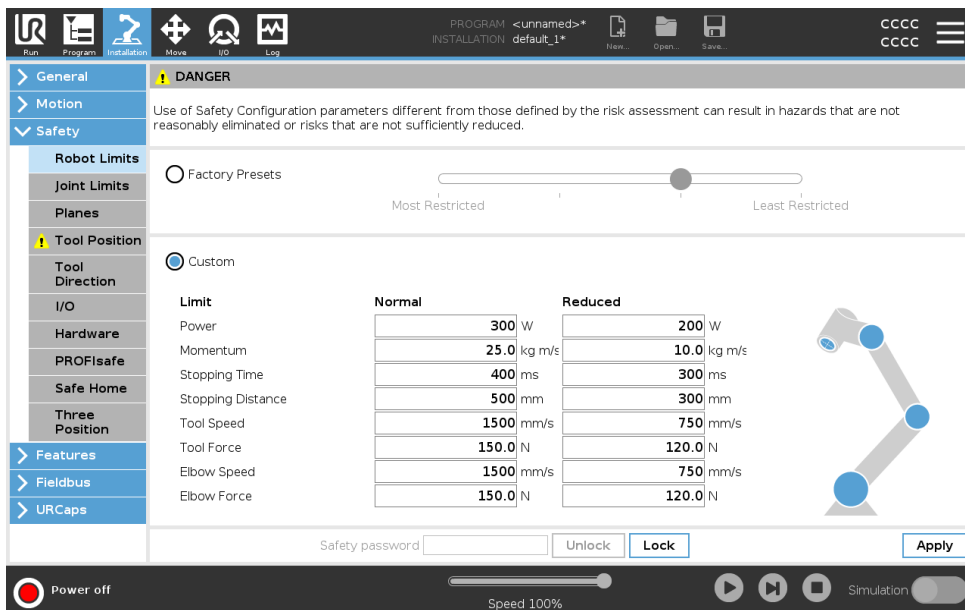 PROGRAM <unnamed>*
INSTALLATION default_1*
CCCC
CCCC
Run Program Installation Move I/O Log New... Open... Save...
General
Motion
Safety
Robot Limits
Joint Limits
Planes
Tool Position
Tool
Direction
I/O
Hardware
PROFIsafe
Safe Home
Three
Position
Features
Fieldbus
URCaps
DANGER
Use of Safety Configuration parameters different from those defined by the risk assessment can result in hazards that are not
reasonably eliminated or risks that are not sufficiently reduced.
Factory Presets
Most Restricted Least Restricted
Custom
Limit Normal Reduced
Power 300 W 200 W
Momentum 25.0 kg m/s 10.0 kg m/s
Stopping Time 400 ms 300 ms
Stopping Distance 500 mm 300 mm
Tool Speed 1500 mm/s 750 mm/s
Tool Force 150.0 N 120.0 N
Elbow Speed 1500 mm/s 750 mm/s
Elbow Force 150.0 N 120.0 N
Safety password Unlock Lock Apply
Power off
Speed 100%
Simulation